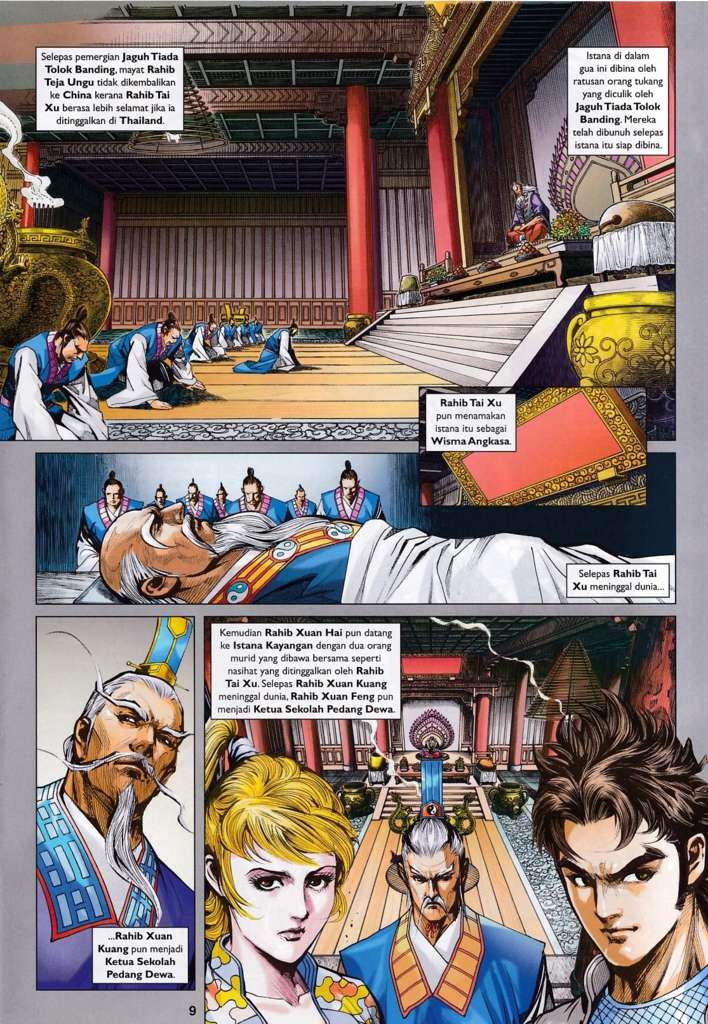 Selepas pemergian Jaguh Tiada
Tolok Banding, mayat Rahib
Teja Ungu tidak dikembalikan
ke China kerana Rahib Tai
Xu berasa lebih selamat jika ia
ditinggalkan di Thailand.
Istana di dalam
gua ini dibina oleh
ratusan orang tukang
yang diculik oleh
Jaguh Tiada Tolok
Banding. Mereka
telah dibunuh selepas
istana itu siap dibina.
Rahib Tai Xu
pun menamakan
istana itu sebagai
Wisma Angkasa.
Selepas Rahib Tai
Xu meninggal dunia...
...Rahib Xuan
Kuang pun menjadi
Ketua Sekolah
Pedang Dewa.
Kemudian Rahib Xuan Hai pun datang
ke Istana Kayangan dengan dua orang
murid yang dibawa bersama seperti
nasihat yang ditinggalkan oleh Rahib
Tai Xu. Selepas Rahib Xuan Kuang
meninggal dunia, Rahib Xuan Feng pun
menjadi Ketua Sekolah Pedang Dewa.
9